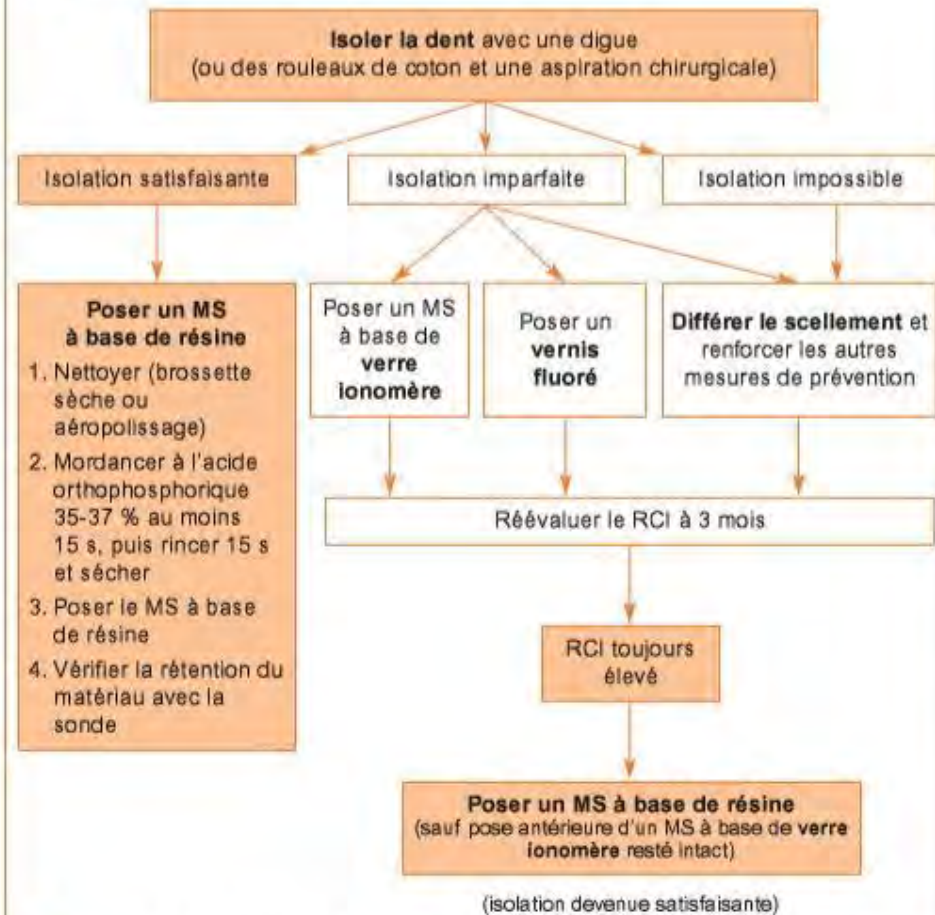 Isoler la dent avec une digue
(ou des rouleaux de coton et une aspiration chirurgicale)
Isolation satisfaisante
Isolation imparfaite
Isolation impossible
Poser un MS
à base de résine
1. Nettoyer (brossette
sèche ou
aéropolissage)
2. Mordancer à l'acide
orthophosphorique
35-37 % au moins
15 s, puis rincer 15 s
et sécher
3. Poser le MS à base
de résine
4. Vérifier la rétention du
matériau avec la
sonde
Poser un MS
à base de
verre
ionomère
Poser un
vernis
fluoré
Différer le scellement et
renforcer les autres
mesures de prévention
Réévaluer le RCI à 3 mois
RCI toujours
élevé
Poser un MS à base de résine
(sauf pose antérieure d'un MS à base de verre
ionomère resté intact)
(isolation devenue satisfaisante)